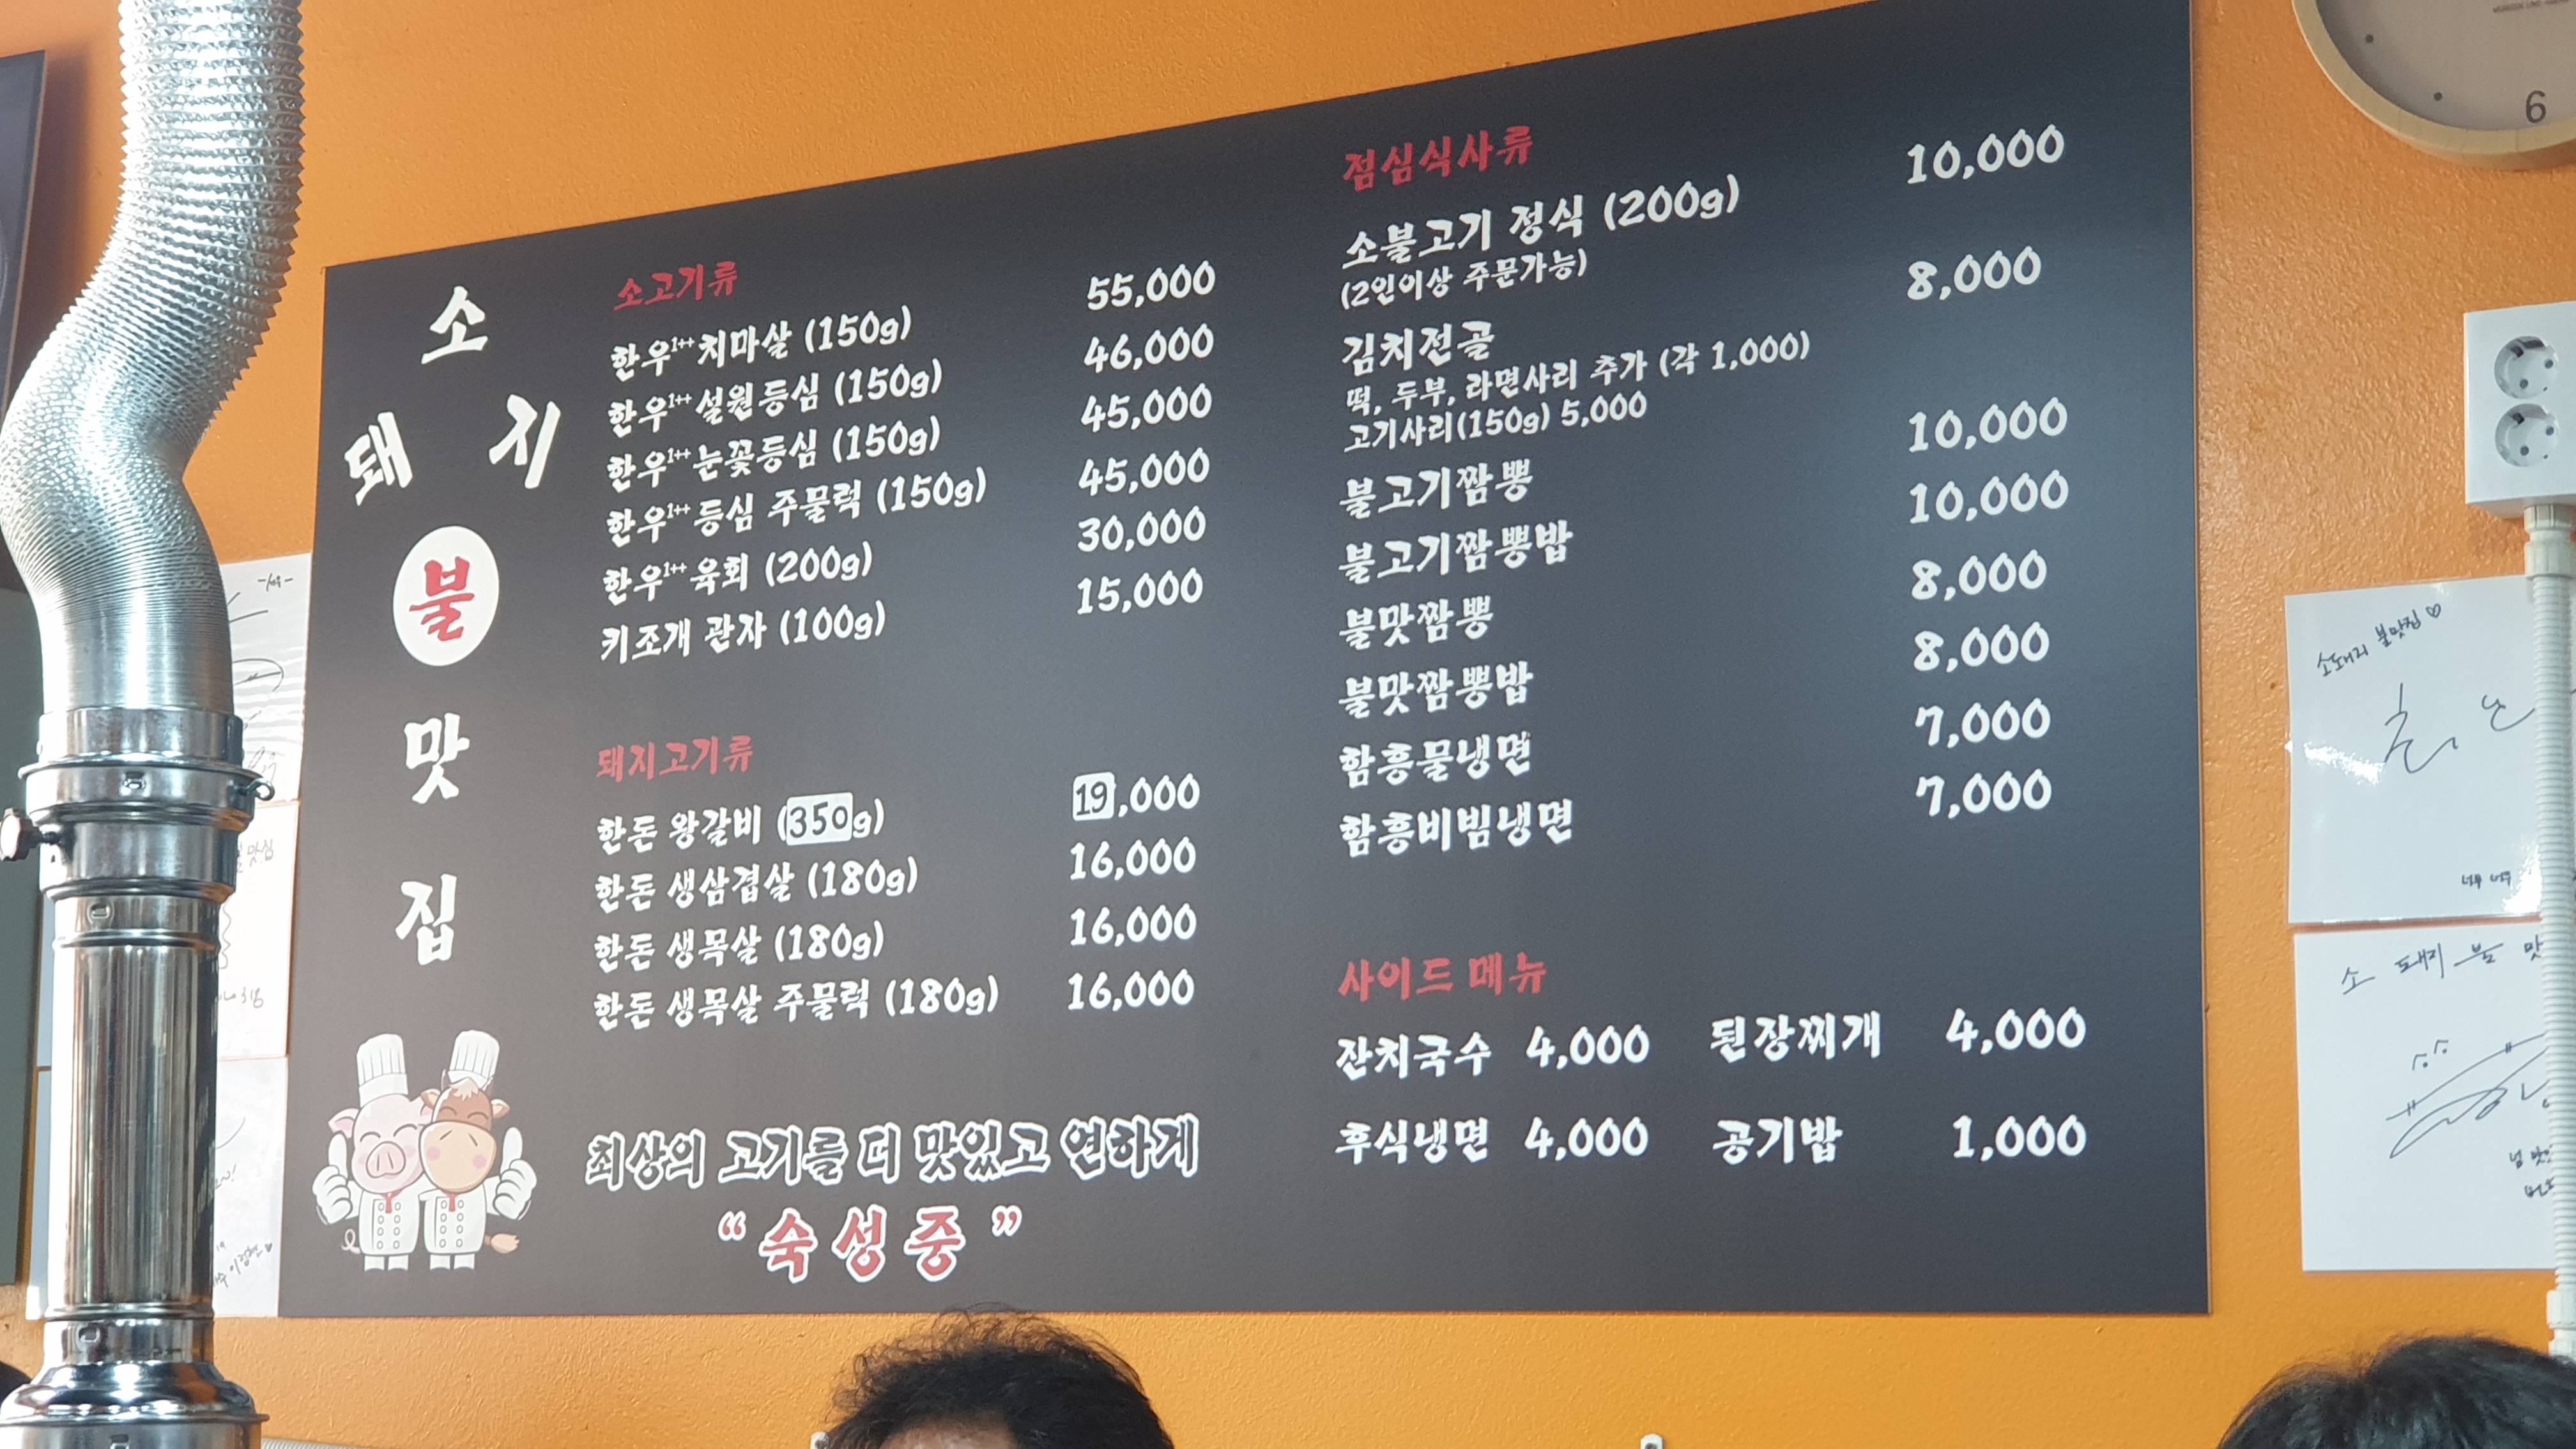 소
돼 지
불
맛
집
소고기류
한우1++치마살 (150g) 55,000
한우1++설원등심 (150g) 46,000
한우1++눈꽃등심 (150g) 45,000
한우1++등심 주물럭 (150g) 45,000
한우1++육회 (200g) 30,000
키조개 관자 (100g) 15,000
돼지고기류
한돈 왕갈비 (350g) 19,000
한돈 생삼겹살 (180g) 16,000
한돈 생목살 (180g) 16,000
한돈 생목살 주물럭 (180g) 16,000
최상의 고기를 더 맛있고 연하게
“숙성중”
점심식사류
소불고기 정식 (200g) 10,000
(2인이상 주문가능)
김치전골 8,000
떡, 두부, 라면사리 추가 (각 1,000)
고기사리(150g) 5,000
불고기짬뽕 10,000
불고기짬뽕밥 10,000
불맛짬뽕 8,000
불맛짬뽕밥 8,000
함흥물냉면 7,000
함흥비빔냉면 7,000
사이드 메뉴
잔치국수 4,000 된장찌개 4,000
후식냉면 4,000 공기밥 1,000
6
소돼지 불맛집♡
소 돼지 불 맛